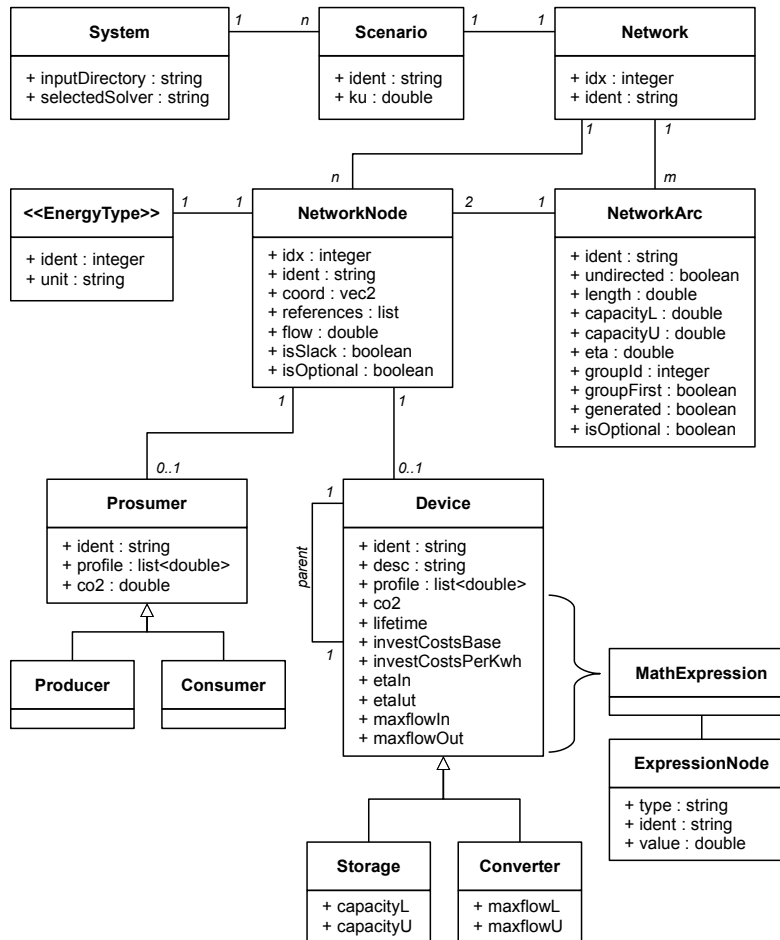 System
+ inputDirectory : string
+ selectedSolver : string
1
n
Scenario
+ ident : string
+ ku : double
1
1
Network
+ idx : integer
+ ident : string
1
1
n
m
<<EnergyType>>
+ ident : integer
+ unit : string
1
1
NetworkNode
+ idx : integer
+ ident : string
+ coord : vec2
+ references : list
+ flow : double
+ isSlack : boolean
+ isOptional : boolean
2
1
NetworkArc
+ ident : string
+ undirected : boolean
+ length : double
+ capacityL : double
+ capacityU : double
+ eta : double
+ groupId : integer
+ groupFirst : boolean
+ generated : boolean
+ isOptional : boolean
1
1
0..1
0..1
Prosumer
+ ident : string
+ profile : list<double>
+ co2 : double
Producer
Consumer
1
parent
1
Device
+ ident : string
+ desc : string
+ profile : list<double>
+ co2
+ lifetime
+ investCostsBase
+ investCostsPerKwh
+ etaIn
+ etaIut
+ maxflowIn
+ maxflowOut
MathExpression
ExpressionNode
+ type : string
+ ident : string
+ value : double
Storage
+ capacityL
+ capacityU
Converter
+ maxflowL
+ maxflowU